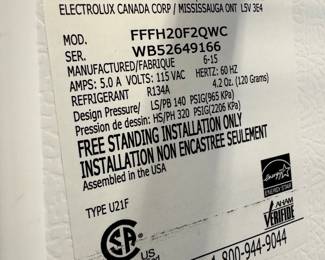 ELECTROLUX CANADA CORP / MISSISSAUGA ONT L5V 3E4
MOD. FFFH20F2QWC
SER. WB52649166
MANUFACTURED/FABRIQUE 6-15
AMPS: 5.0 A VOLTS: 115 VAC HERTZ: 60 HZ
REFRIGERANT R134A 4.2 Oz. (120 Grams)
Design Pressure/ LS/PB 140 PSIG(965 KPa)
Pression du dessin: HS/PH 320 PSIG(2206 KPa)
FREE STANDING INSTALLATION ONLY
INSTALLATION NON ENCASTREE SEULEMENT
Assembled in the USA
TYPE U21F
ENERGY STAR
AHAM
VERIFIDE
US
1-800-944-9044